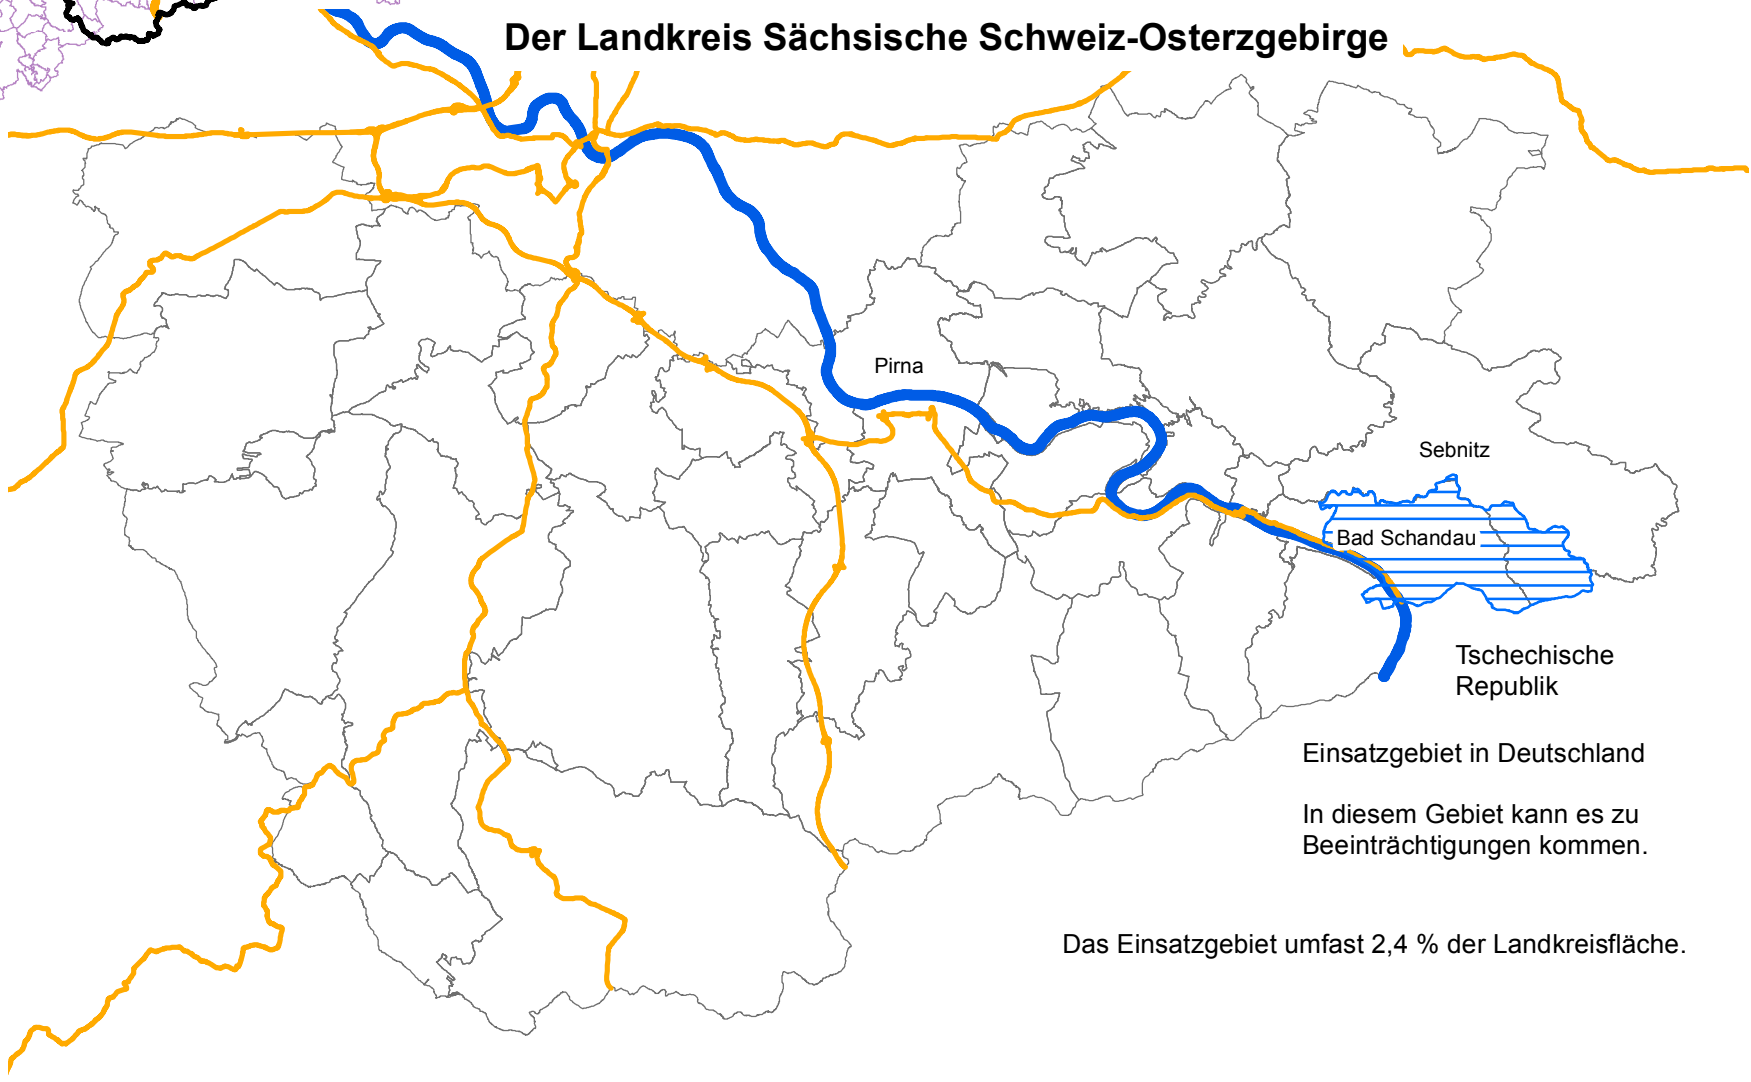 Der Landkreis Sächsische Schweiz-Osterzgebirge
Pirna
Sebnitz
Bad Schandau
Tschechische
Republik
Einsatzgebiet in Deutschland
In diesem Gebiet kann es zu
Beeinträchtigungen kommen.
Das Einsatzgebiet umfast 2,4 % der Landkreisfläche.